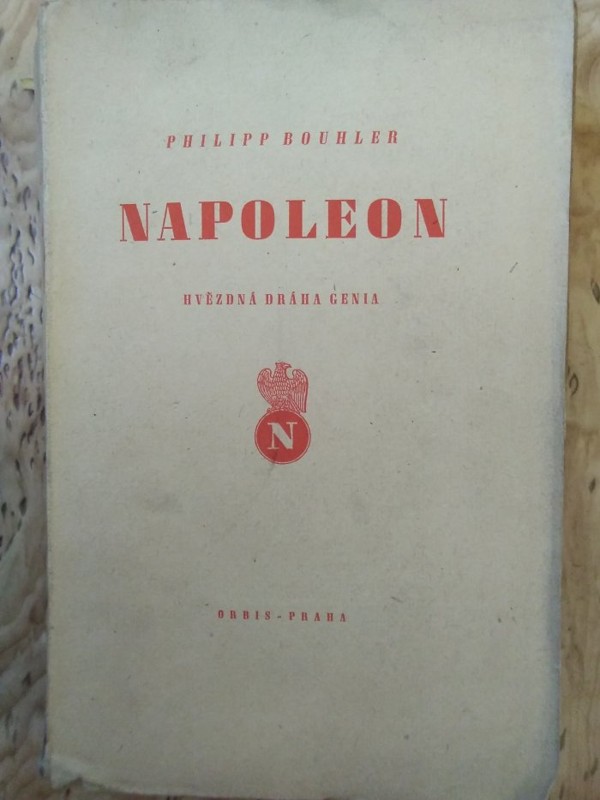 PHILIPP BOUHLER
NAPOLEON
HVĚZDNÁ DRÁHA GENIA
N
ORBIS-PRAHA